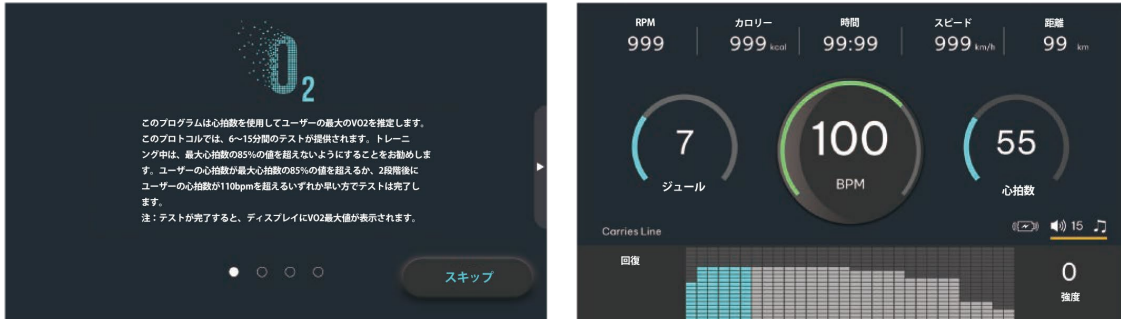 O2
このプログラムは心拍数を使用してユーザーの最大のVO2を推定します。
このプロトコルでは、6〜15分間のテストが提供されます。トレーニ
ング中は、最大心拍数の85%の値を超えないようにすることをお勧めしま
す。ユーザーの心拍数が最大心拍数の85%の値を超えるか、2段階後に
ユーザーの心拍数が110bpmを超えるいずれか早い方でテストは完了し
ます。
注：テストが完了すると、ディスプレイにVO2最大値が表示されます。
スキップ
RPM カロリー 時間 スピード 距離
999 999 kcal 99:99 999 km/h 99 km
7 100 55
ジュール BPM 心拍数
Carries Line 15
回復 0
強度